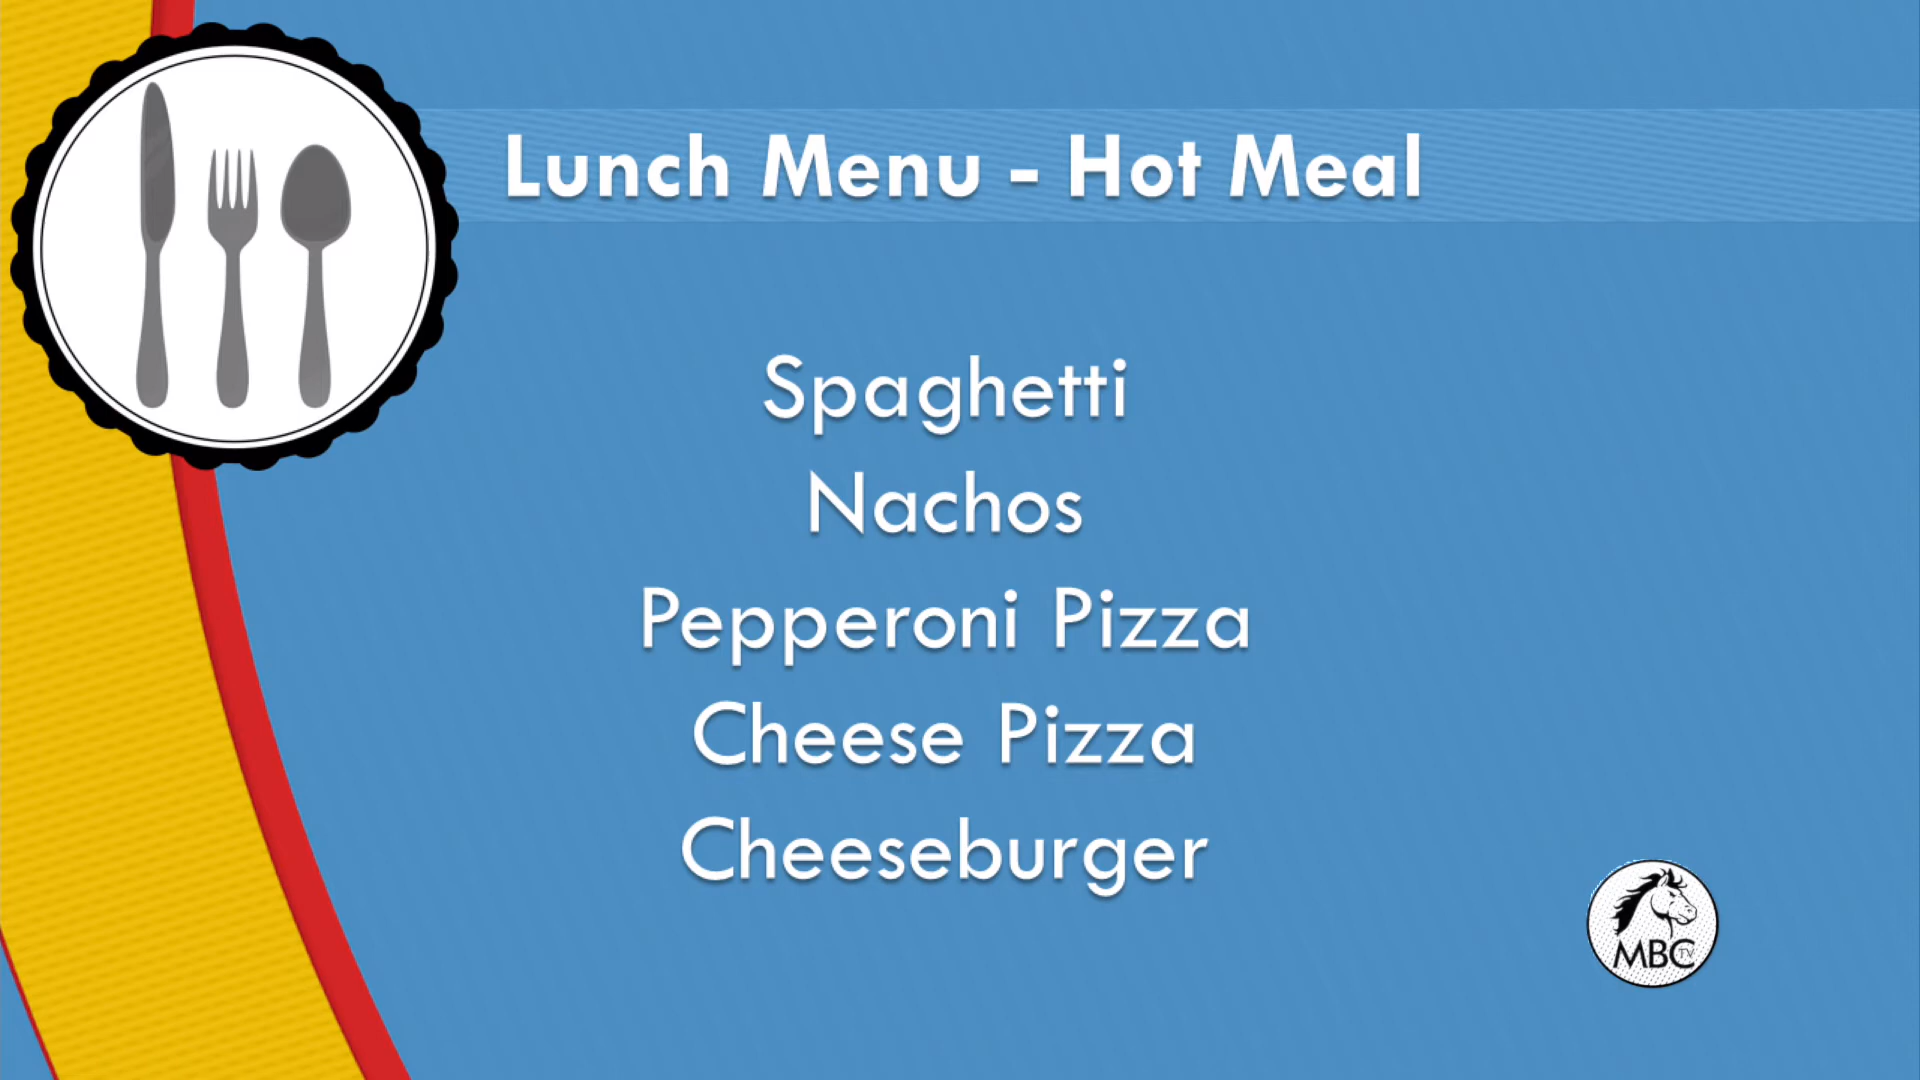 Lunch Menu - Hot Meal
Spaghetti
Nachos
Pepperoni Pizza
Cheese Pizza
Cheeseburger
MBC TV